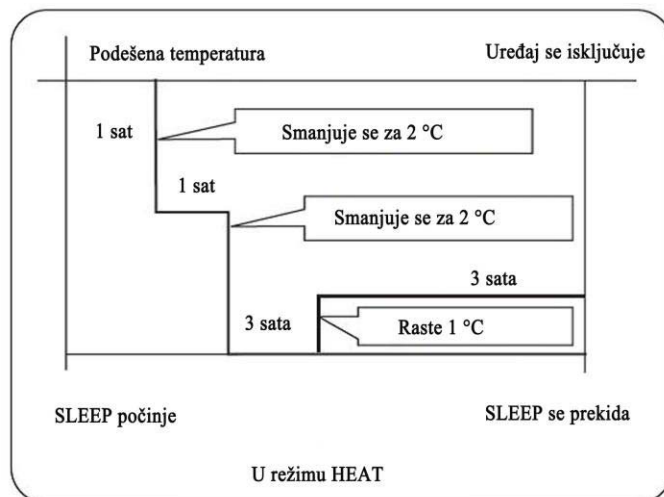 Podešena temperatura
Uređaj se isključuje
1 sat
Smanjuje se za 2 °C
1 sat
Smanjuje se za 2 °C
3 sata
3 sata
Raste 1 °C
SLEEP počinje
SLEEP se prekida
U režimu HEAT